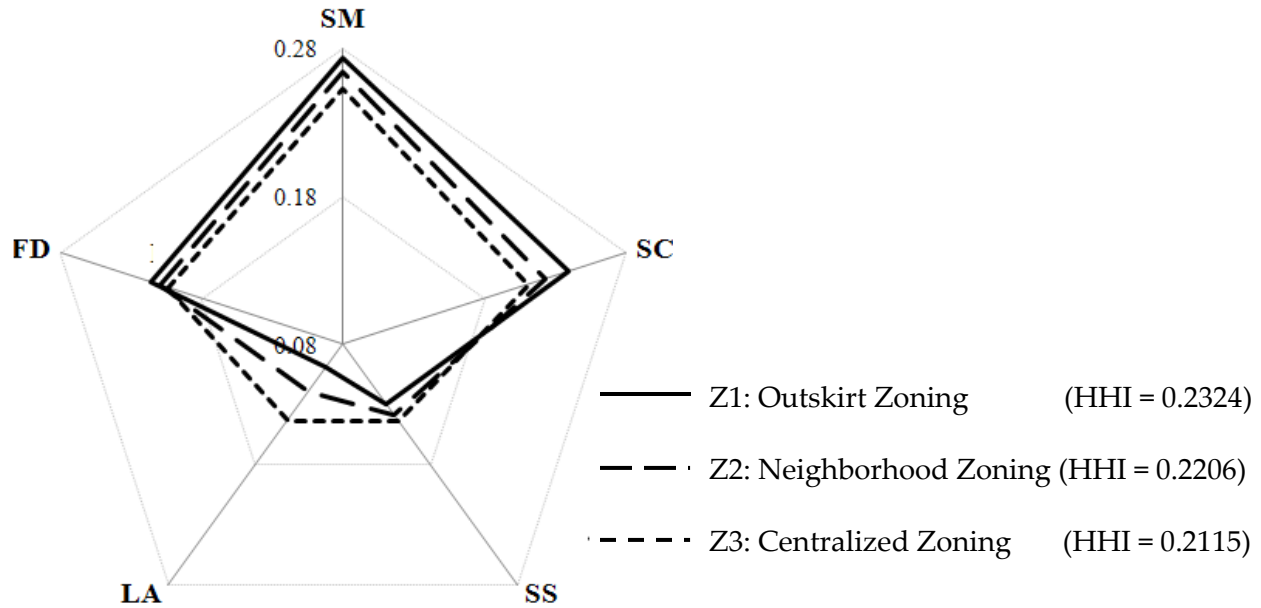 SM
0.28
0.18
FD
SC
0.08
Z1: Outskirt Zoning (HHI = 0.2324)
Z2: Neighborhood Zoning (HHI = 0.2206)
Z3: Centralized Zoning (HHI = 0.2115)
LA
SS